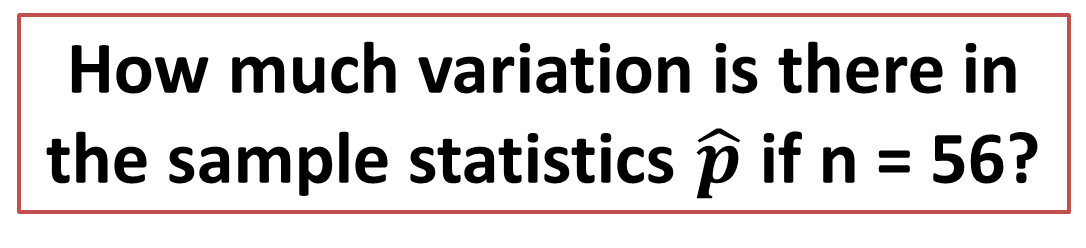 How much variation is there in
the sample statistics p̂ if n = 56?